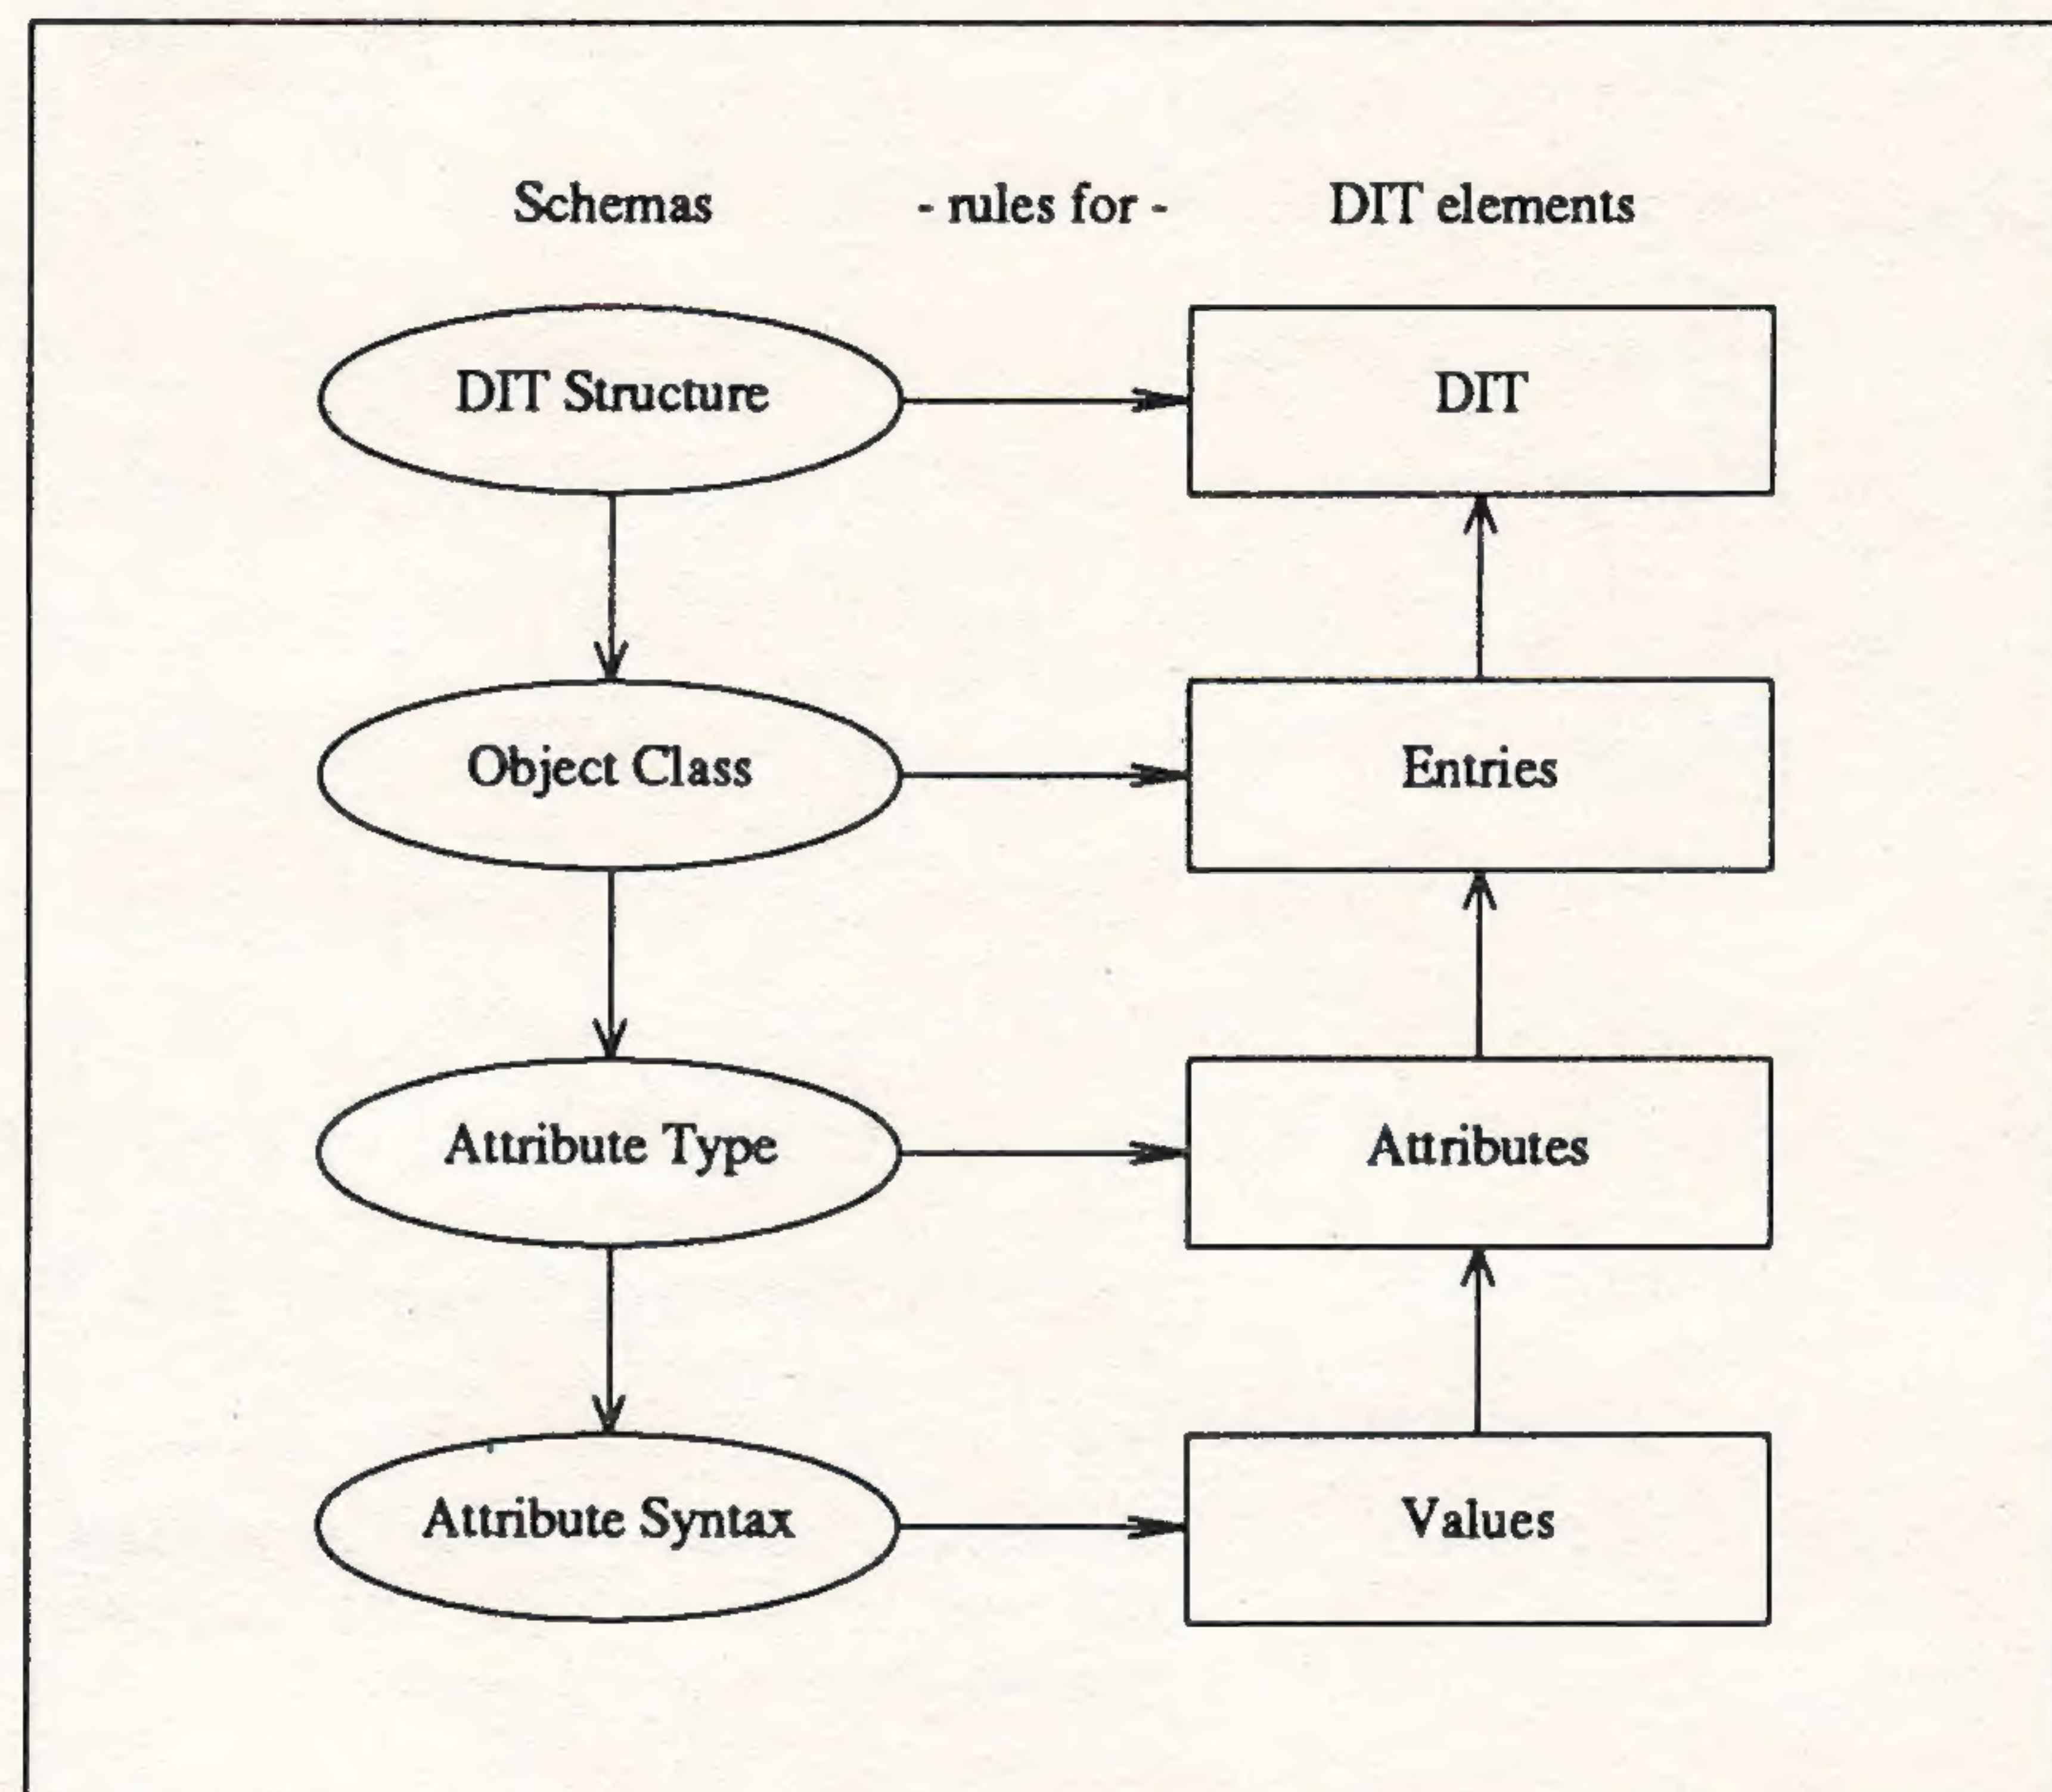 Schemas - rules for - DIT elements
DIT Structure DIT
Object Class Entries
Attribute Type Attributes
Attribute Syntax Values